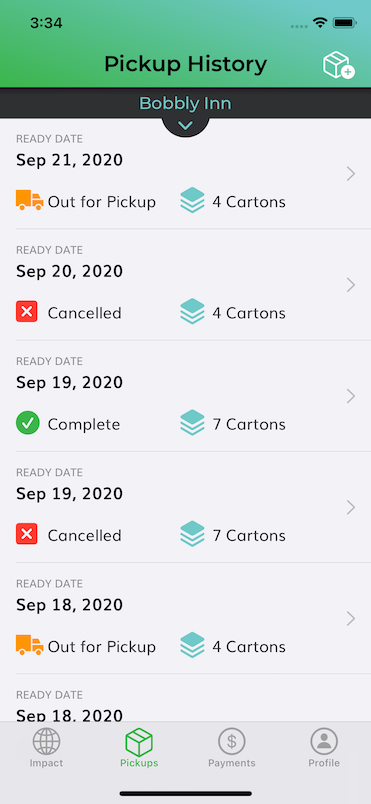 3:34
Pickup History
Bobbly Inn
READY DATE
Sep 21, 2020
Out for Pickup 4 Cartons
READY DATE
Sep 20, 2020
Cancelled 4 Cartons
READY DATE
Sep 19, 2020
Complete 7 Cartons
READY DATE
Sep 19, 2020
Cancelled 7 Cartons
READY DATE
Sep 18, 2020
Out for Pickup 4 Cartons
READY DATE
Sep 18, 2020
Impact Pickups Payments Profile